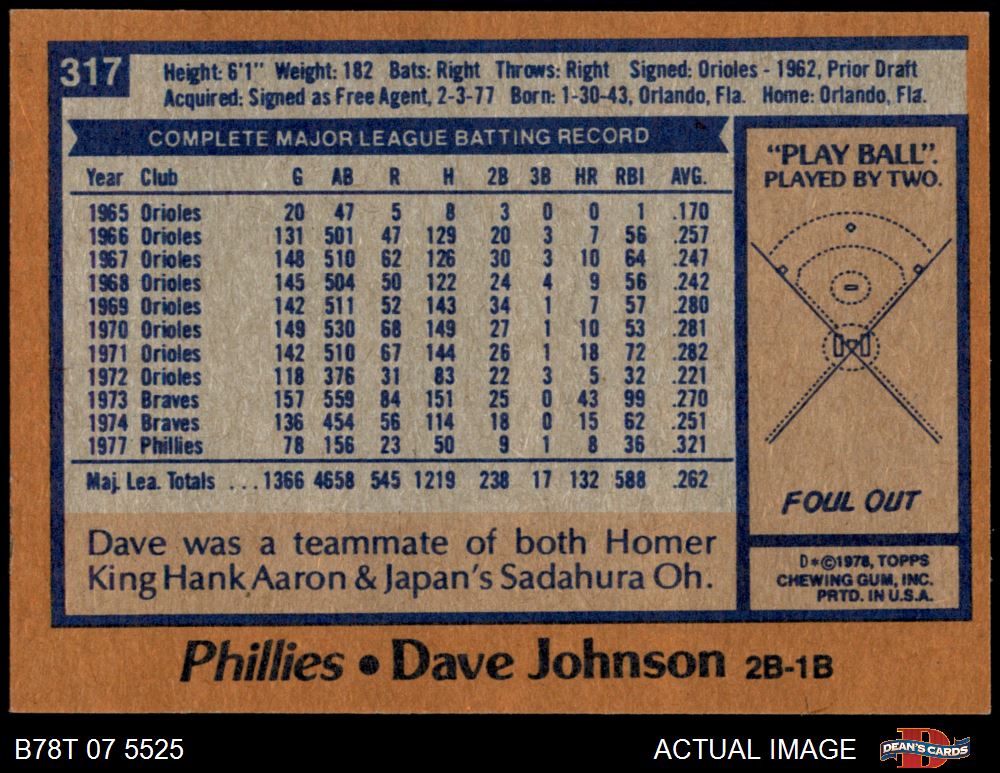 317
Height: 6'1" Weight: 182 Bats: Right Throws: Right Signed: Orioles - 1962, Prior Draft
Acquired: Signed as Free Agent, 2-3-77 Born: 1-30-43, Orlando, Fla. Home: Orlando, Fla.
COMPLETE MAJOR LEAGUE BATTING RECORD
Year Club G AB R H 2B 3B HR RBI AVG.
1965 Orioles 20 47 5 8 3 0 0 1 .170
1966 Orioles 131 501 47 129 20 3 7 56 .257
1967 Orioles 148 510 62 126 30 3 10 64 .247
1968 Orioles 145 504 50 122 24 4 9 56 .242
1969 Orioles 142 511 52 143 34 1 7 57 .280
1970 Orioles 149 530 68 149 27 1 10 53 .281
1971 Orioles 142 510 67 144 26 1 18 72 .282
1972 Orioles 118 376 31 83 22 3 5 32 .221
1973 Braves 157 559 84 151 25 0 43 99 .270
1974 Braves 136 454 56 114 18 0 15 62 .251
1977 Phillies 78 156 23 50 9 1 8 36 .321
Maj. Lea. Totals ...1366 4658 545 1219 238 17 132 588 .262
Dave was a teammate of both Homer
King Hank Aaron & Japan's Sadahura Oh.
"PLAY BALL".
PLAYED BY TWO.
FOUL OUT
D*©1978, TOPPS
CHEWING GUM, INC.
PRTD. IN U.S.A.
Phillies • Dave Johnson 2B-1B
B78T 07 5525
ACTUAL IMAGE
DEAN'S CARDS